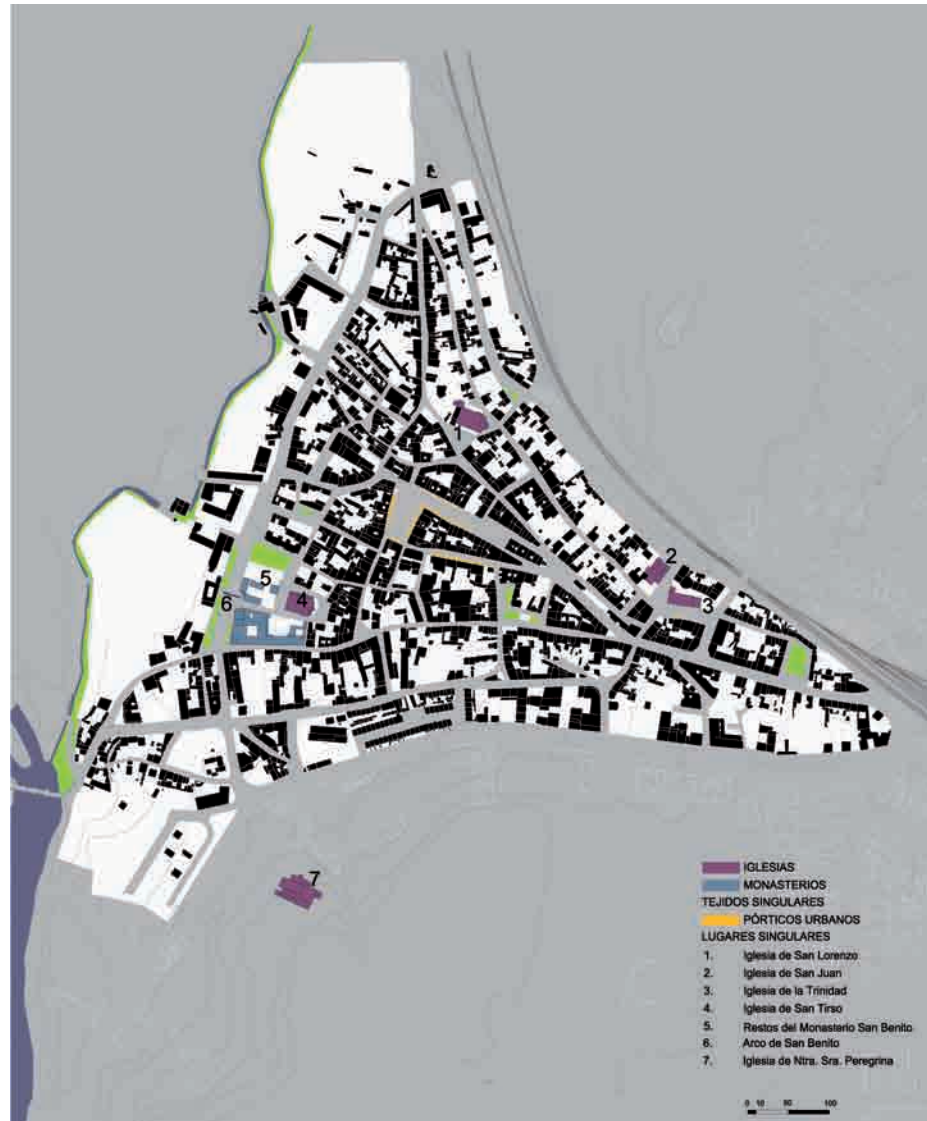 2
3
5
4
6
7
IGLESIAS
MONASTERIOS
TEJIDOS SINGULARES
PÓRTICOS URBANOS
LUGARES SINGULARES
1. Iglesia de San Lorenzo
2. Iglesia de San Juan
3. Iglesia de la Trinidad
4. Iglesia de San Tirso
5. Restos del Monasterio San Benito
6. Arco de San Benito
7. Iglesia de Ntra. Sra. Peregrina
0 10 50 100